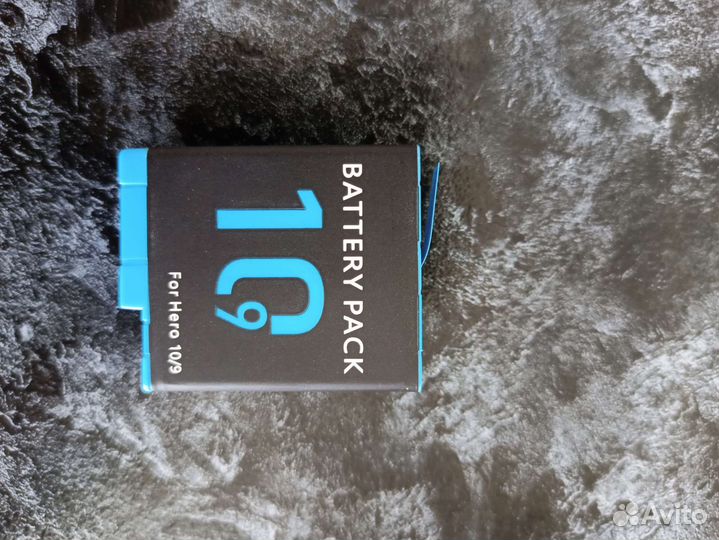 BATTERY PACK
10
9
For Hero 10/9
Avito